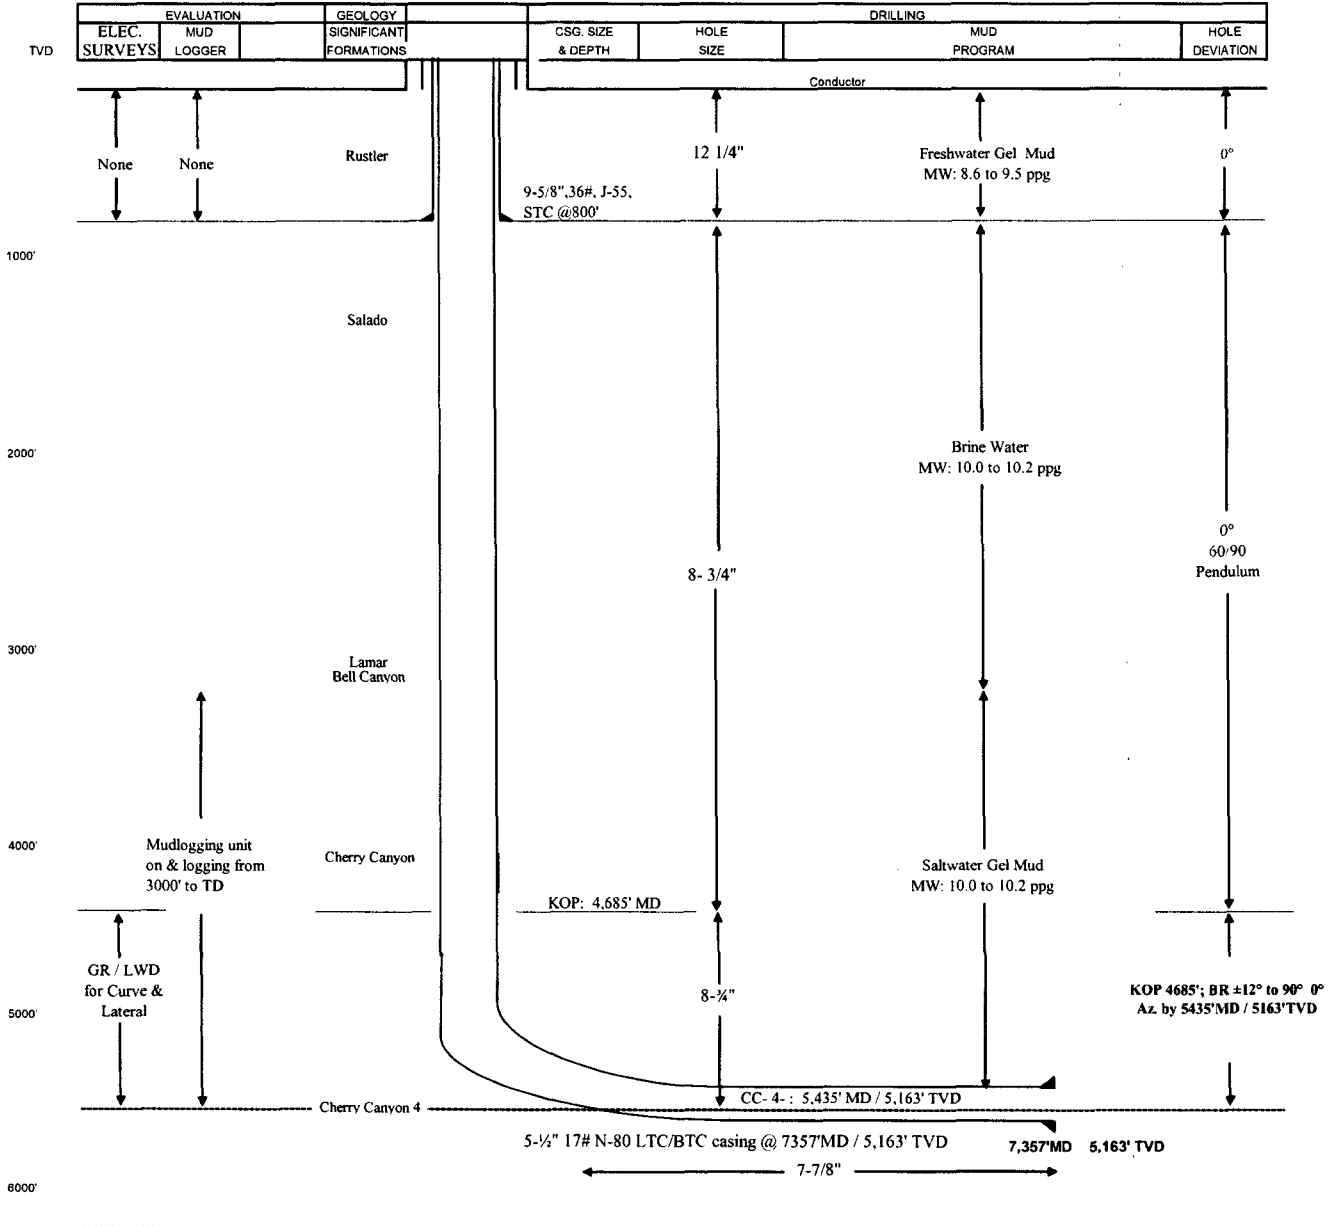 EVALUATION GEOLOGY DRILLING
TVD
ELEC. SURVEYS
MUD LOGGER
SIGNIFICANT FORMATIONS
CSG. SIZE & DEPTH
HOLE SIZE
MUD PROGRAM
HOLE DEVIATION
Conductor
None
None
Rustler
12 1/4"
Freshwater Gel Mud
MW: 8.6 to 9.5 ppg
0°
9-5/8",36#, J-55,
STC @800'
1000'
Salado
2000'
Brine Water
MW: 10.0 to 10.2 ppg
0°
60/90
Pendulum
8- 3/4"
3000'
Lamar
Bell Canyon
4000'
Mudlogging unit
on & logging from
3000' to TD
Cherry Canyon
Saltwater Gel Mud
MW: 10.0 to 10.2 ppg
KOP: 4,685' MD
GR / LWD
for Curve &
Lateral
8-¾"
KOP 4685'; BR ±12° to 90° 0°
Az. by 5435'MD / 5163'TVD
5000'
CC- 4- : 5,435' MD / 5,163' TVD
Cherry Canyon 4
5-½" 17# N-80 LTC/BTC casing @ 7357'MD / 5,163' TVD
7,357'MD 5,163' TVD
7-7/8"
6000'